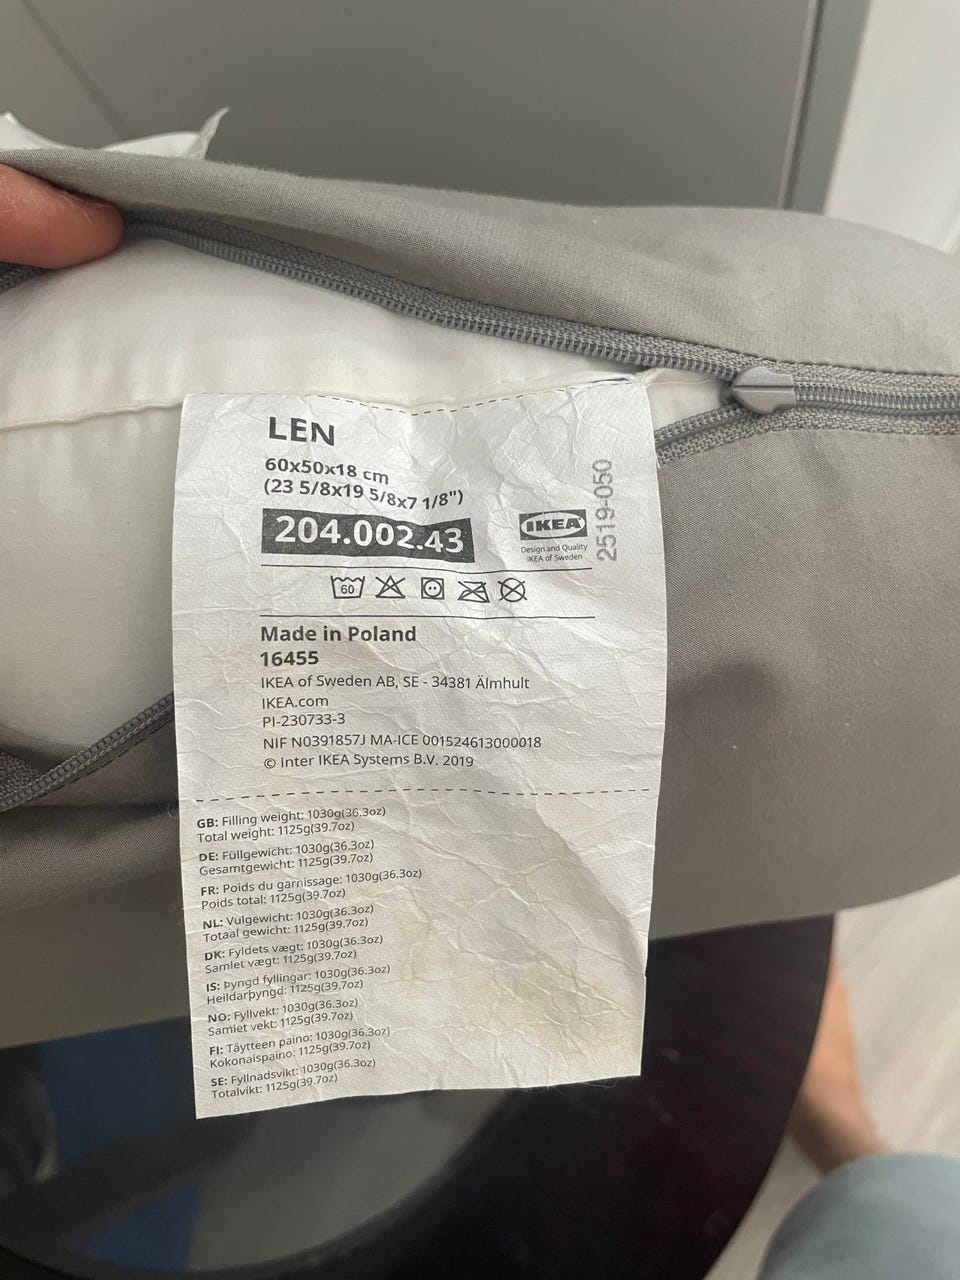 LEN
60x50x18 cm
(23 5/8x19 5/8x7 1/8")
204.002.43
IKEA
Design and Quality
IKEA of Sweden
2519-050
60
Made in Poland
16455
IKEA of Sweden AB, SE - 34381 Älmhult
IKEA.com
PI-230733-3
NIF N0391857J MA-ICE 001524613000018
© Inter IKEA Systems B.V. 2019
GB: Filling weight: 1030g(36.3oz)
Total weight: 1125g(39.7oz)
DE: Füllgewicht: 1030g(36.3oz)
Gesamtgewicht: 1125g(39.7oz)
FR: Poids du garnissage: 1030g(36.3oz)
Poids total: 1125g(39.7oz)
NL: Vulgewicht: 1030g(36.3oz)
Totaal gewicht: 1125g(39.7oz)
DK: Fyldets vægt: 1030g(36.3oz)
Samlet vægt: 1125g(39.7oz)
IS: Þyngd fyllingar: 1030g(36.3oz)
Heildarþyngd: 1125g(39.7oz)
NO: Fyllvekt: 1030g(36.3oz)
Samlet vekt: 1125g(39.7oz)
FI: Täytteen paino: 1030g(36.3oz)
Kokonaispaino: 1125g(39.7oz)
SE: Fyllnadsvikt: 1030g(36.3oz)
Totalvikt: 1125g(39.7oz)